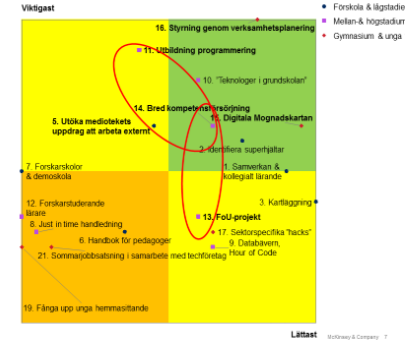 Viktigast
Förskola & lågstadie
Mellan- & högstadium
Gymnasium & unga
16. Styrning genom verksamhetsplanering
11. Utbildning programmering
10. "Teknologer i grundskolan"
14. Bred kompetensförsörjning
5. Utöka mediotekets
uppdrag att arbeta externt
15. Digitala Mognadskartan
2. Identifiera superhjältar
7. Forskarskolor
& demoskola
1. Samverkan &
kollegialt lärande
3. Kartläggning
12. Forskarstuderande
lärare
8. Just in time handledning
13. FoU-projekt
6. Handbok för pedagoger
17. Sektorspecifika "hacks"
9. Databävern,
Hour of Code
21. Sommarjobbsatsning i samarbete med techföretag
19. Fånga upp unga hemmasittande
Lättast
McKinsey & Company 7